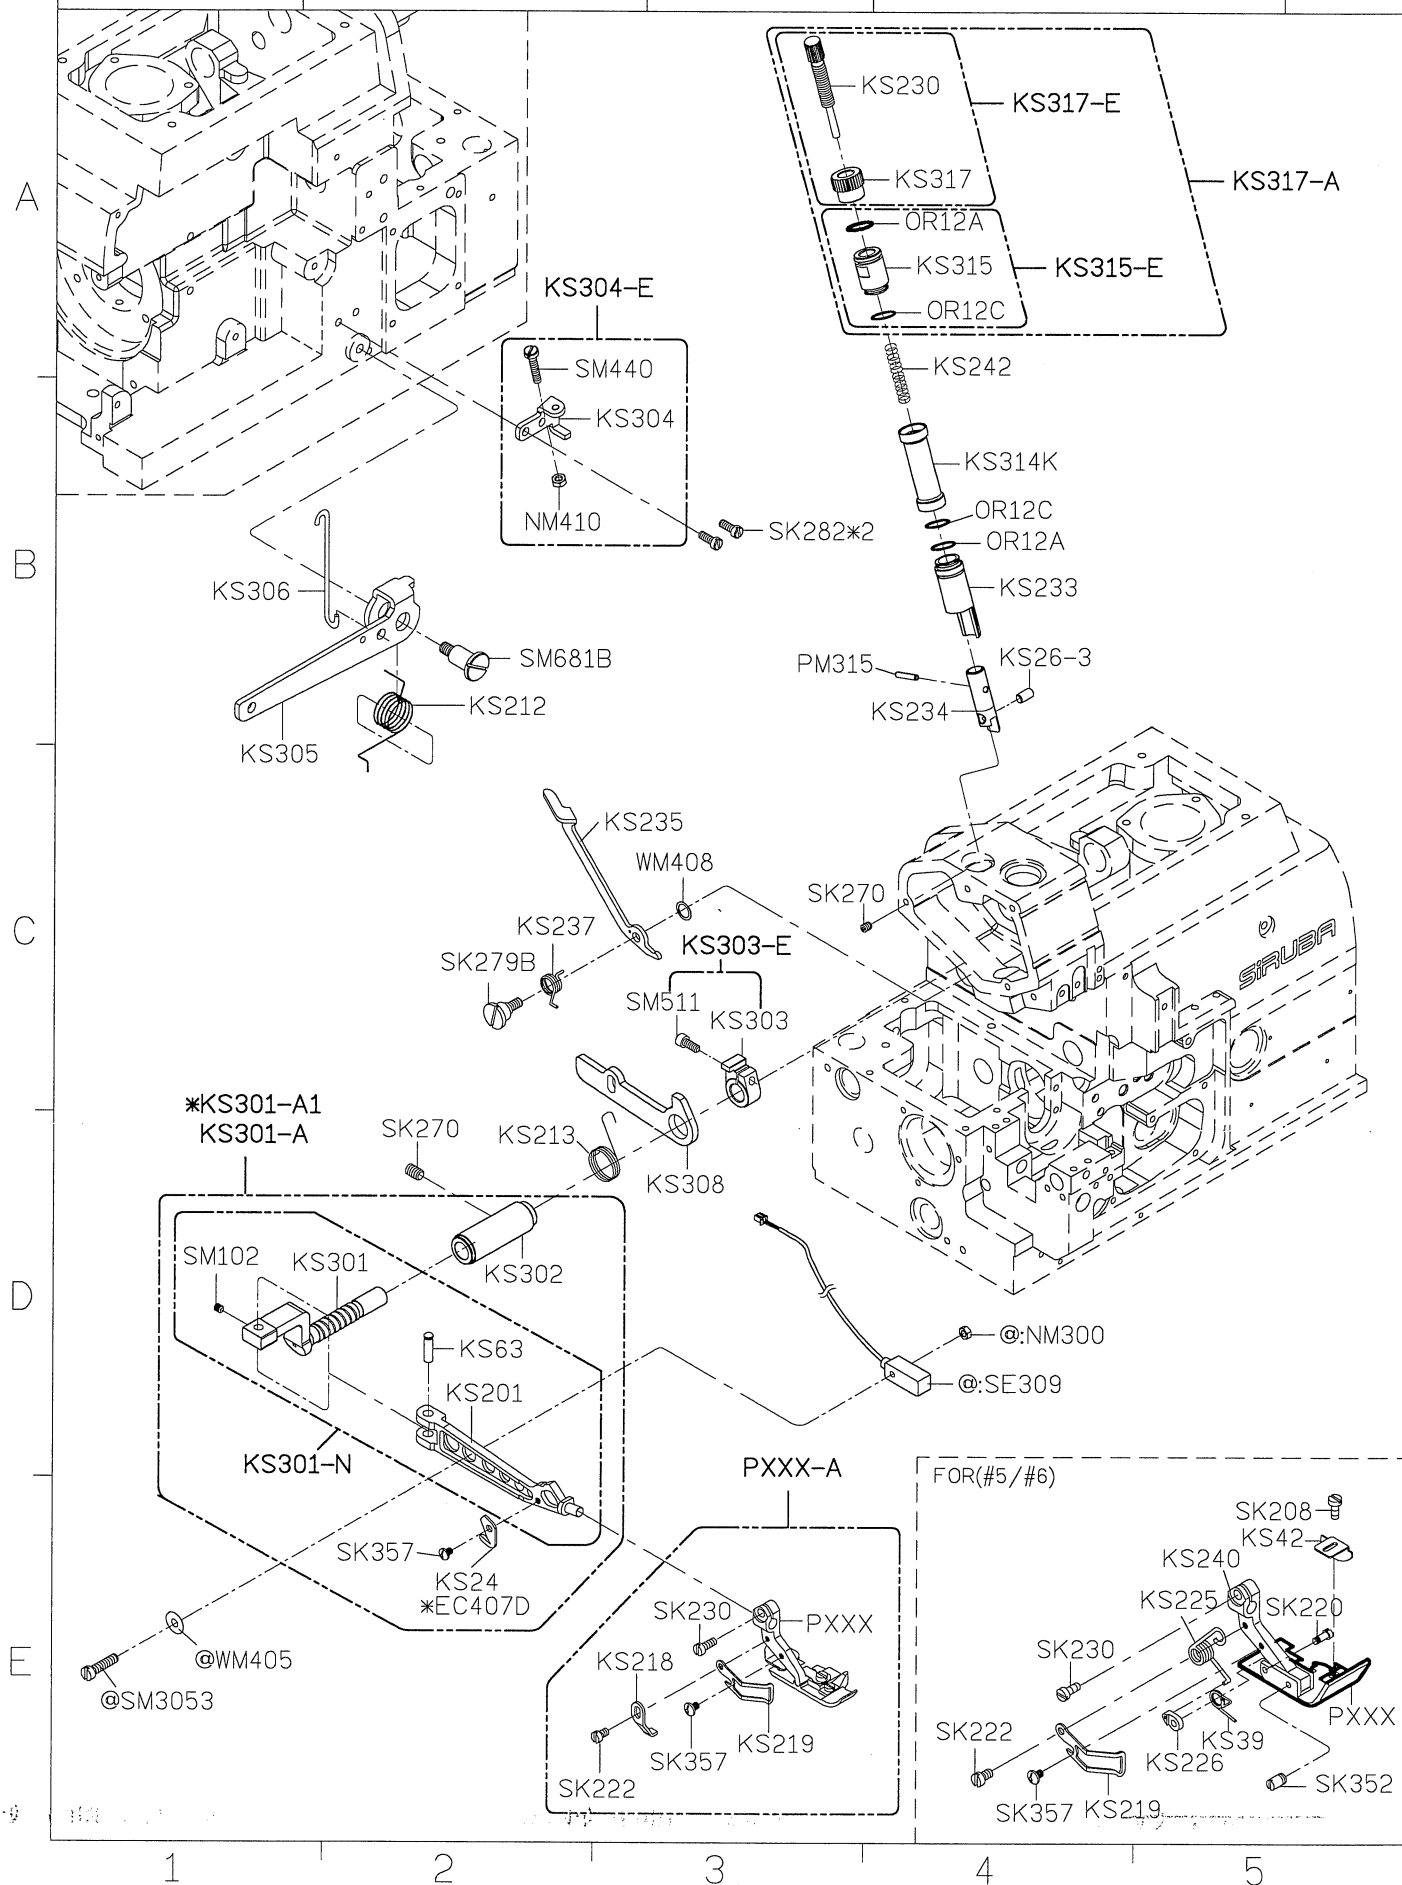 KS230
KS317-E
KS317
KS317-A
A
OR12A
KS315
KS315-E
KS304-E
OR12C
SM440
KS242
KS304
KS314K
NM410
SK282*2
OR12C
OR12A
B
KS306
KS233
SM681B
PM315
KS26-3
KS212
KS234
KS305
KS235
WM408
SK270
C
KS237
KS303-E
SK279B
SiRUBA
SM511
KS303
*KS301-A1
KS301-A
SK270
KS213
KS308
SM102
KS301
KS302
D
KS63
@:NM300
KS201
@:SE309
KS301-N
PXXX-A
FOR(#5/#6)
SK208
KS42
SK357
KS24
*EC407D
KS240
KS225
SK220
SK230
PXXX
E
@WM405
KS218
SK230
@SM3053
KS219
SK357
SK222
SK222
KS39
PXXX
KS226
SK352
SK357
KS219
1
2
3
4
5